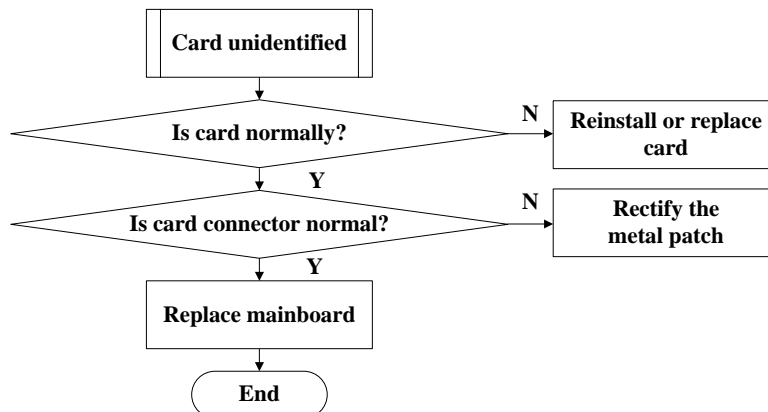 Card unidentified
Is card normally?
N
Reinstall or replace
card
Y
Is card connector normal?
N
Rectify the
metal patch
Y
Replace mainboard
End